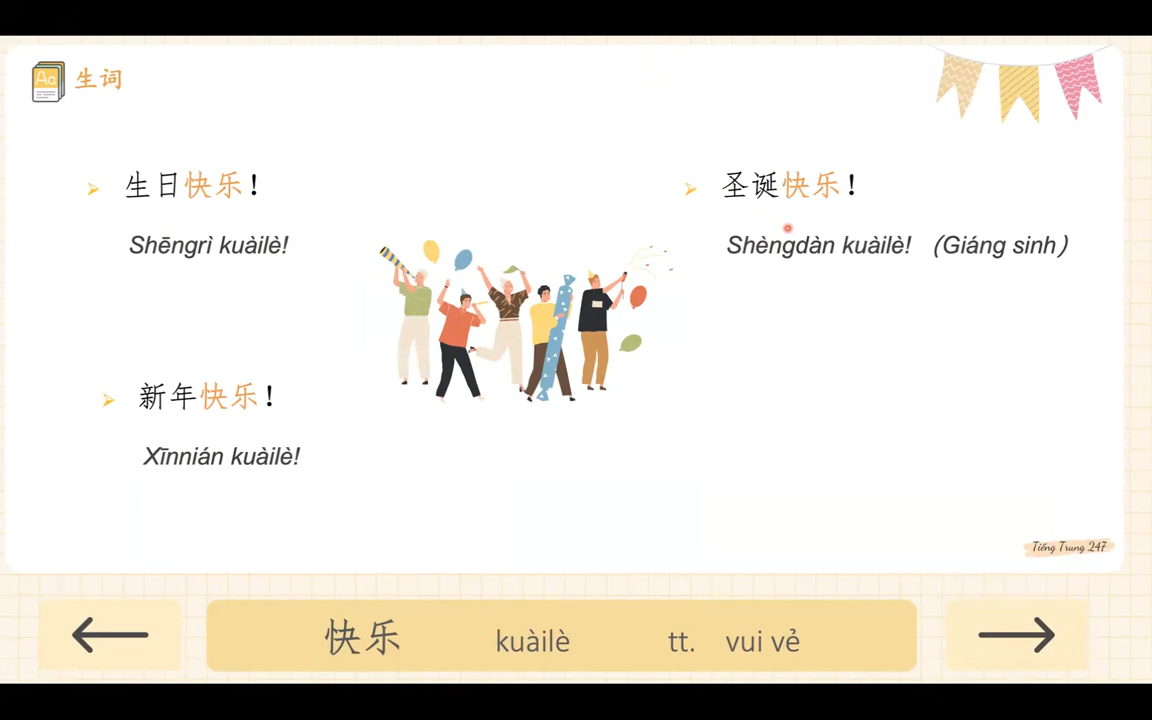 Aa 生词
生日快乐！
Shēngrì kuàilè!
圣诞快乐！
Shèngdàn kuàilè! （Giáng sinh）
新年快乐！
Xīnnián kuàilè!
Tiếng Trung 247
快乐 kuàilè tt. vui vẻ